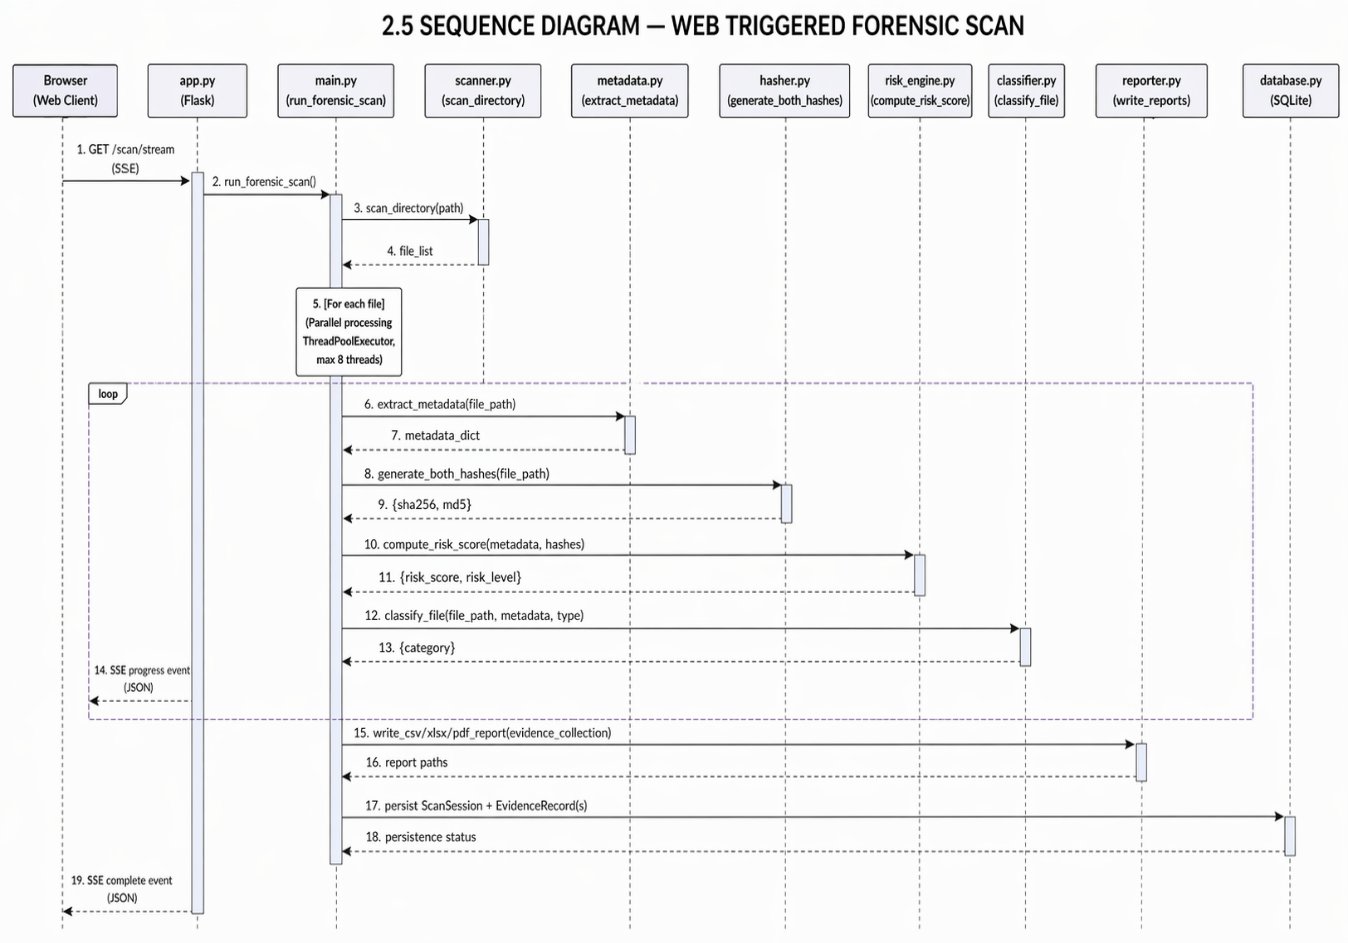 2.5 SEQUENCE DIAGRAM — WEB TRIGGERED FORENSIC SCAN
Browser
(Web Client)
app.py
(Flask)
main.py
(run_forensic_scan)
scanner.py
(scan_directory)
metadata.py
(extract_metadata)
hasher.py
(generate_both_hashes)
risk_engine.py
(compute_risk_score)
classifier.py
(classify_file)
reporter.py
(write_reports)
database.py
(SQLite)
1. GET /scan/stream
(SSE)
2. run_forensic_scan()
3. scan_directory(path)
4. file_list
5. [For each file]
(Parallel processing
ThreadPoolExecutor,
max 8 threads)
loop
6. extract_metadata(file_path)
7. metadata_dict
8. generate_both_hashes(file_path)
9. {sha256, md5}
10. compute_risk_score(metadata, hashes)
11. {risk_score, risk_level}
12. classify_file(file_path, metadata, type)
13. {category}
14. SSE progress event
(JSON)
15. write_csv/xlsx/pdf_report(evidence_collection)
16. report paths
17. persist ScanSession + EvidenceRecord(s)
18. persistence status
19. SSE complete event
(JSON)